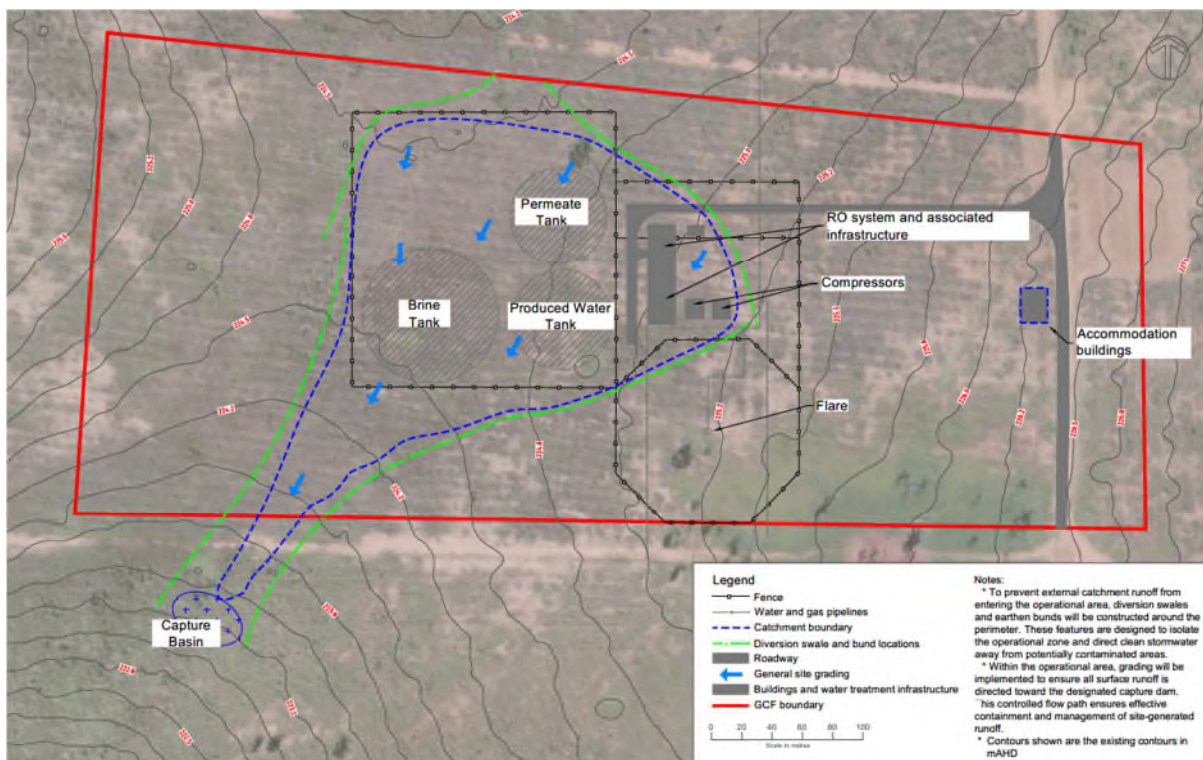 Permeate
Tank
RO system and associated
infrastructure
Compressors
Brine
Tank
Produced Water
Tank
Accommodation
buildings
Flare
Capture
Basin
Legend
Fence
Water and gas pipelines
Catchment boundary
Diversion swale and bund locations
Roadway
General site grading
Buildings and water treatment infrastructure
GCF boundary
0 20 40 60 80 100
Scale in metres
Notes:
* To prevent external catchment runoff from
entering the operational area, diversion swales
and earthen bunds will be constructed around the
perimeter. These features are designed to isolate
the operational zone and direct clean stormwater
away from potentially contaminated areas.
* Within the operational area, grading will be
implemented to ensure all surface runoff is
directed toward the designated capture dam.
his controlled flow path ensures effective
containment and management of site-generated
runoff.
* Contours shown are the existing contours in
mAHD